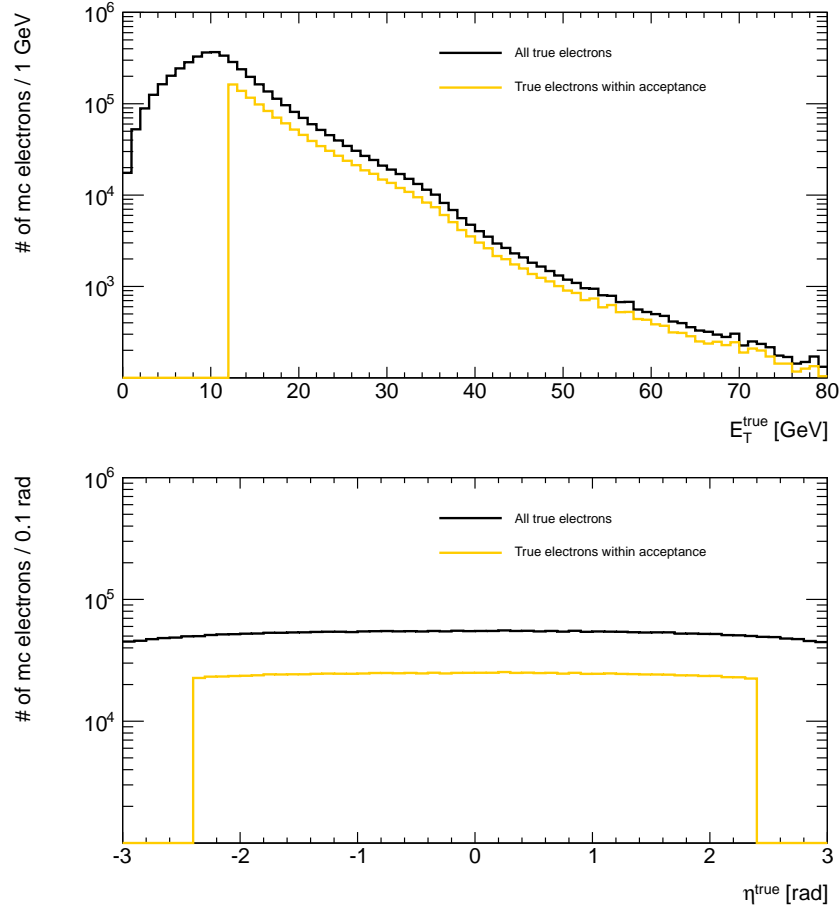 10^6
# of mc electrons / 1 GeV
All true electrons
True electrons within acceptance
10^5
10^4
10^3
0 10 20 30 40 50 60 70 80
E_T^true [GeV]
10^6
# of mc electrons / 0.1 rad
All true electrons
True electrons within acceptance
10^5
10^4
-3 -2 -1 0 1 2 3
η^true [rad]